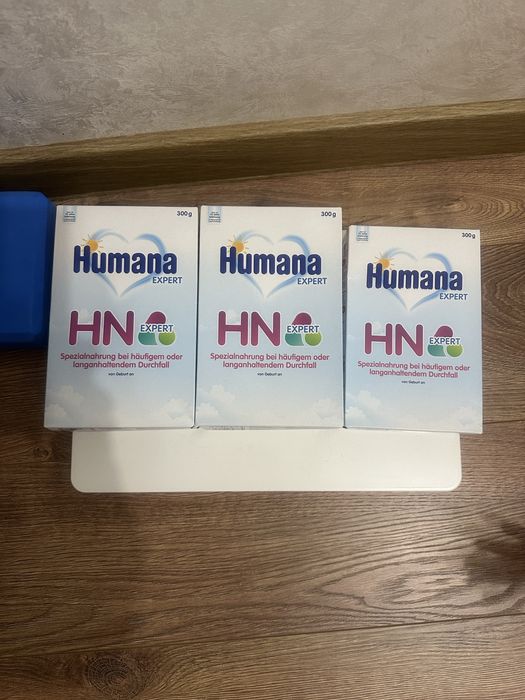 300g
Humana
EXPERT
HN EXPERT
Spezialnahrung bei häufigem oder
langanhaltendem Durchfall
von Geburt an
300g
Humana
EXPERT
HN EXPERT
Spezialnahrung bei häufigem oder
langanhaltendem Durchfall
von Geburt an
300g
Humana
EXPERT
HN EXPERT
Spezialnahrung bei häufigem oder
langanhaltendem Durchfall
von Geburt an